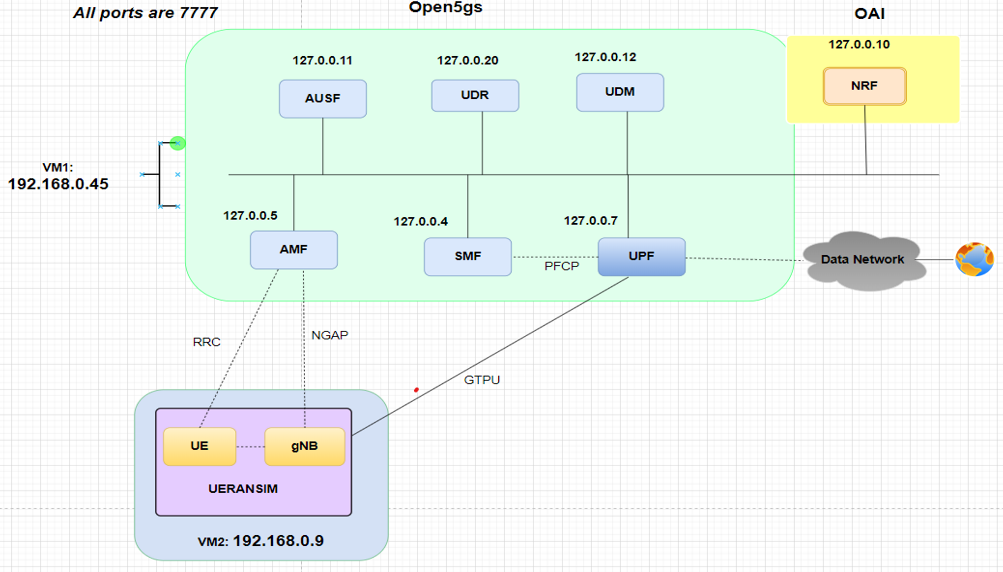 All ports are 7777
Open5gs
OAI
127.0.0.11
127.0.0.20
127.0.0.12
127.0.0.10
AUSF
UDR
UDM
NRF
VM1:
192.168.0.45
127.0.0.5
127.0.0.4
127.0.0.7
AMF
SMF
PFCP
UPF
Data Network
RRC
NGAP
GTPU
UE
gNB
UERANSIM
VM2: 192.168.0.9